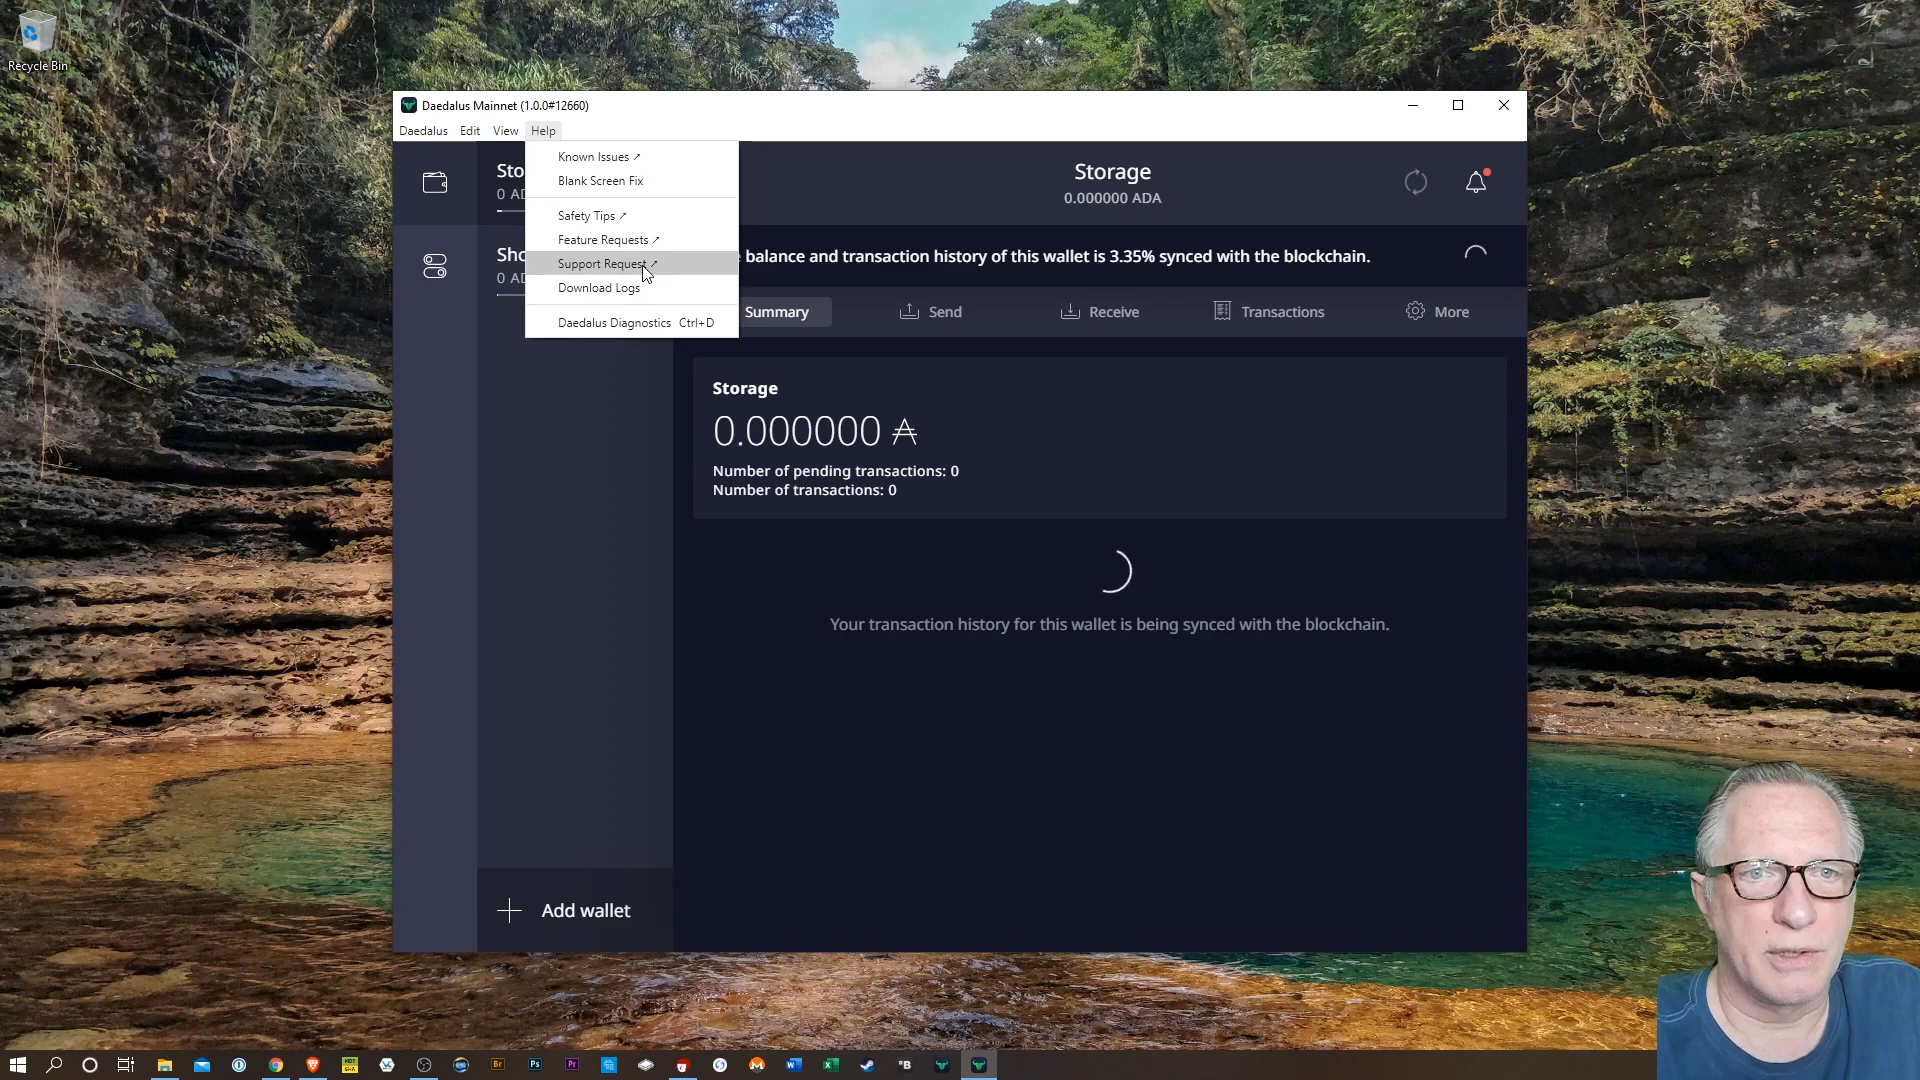 Recycle Bin
Daedalus Mainnet (1.0.0#12660)
Daedalus Edit View Help
Known Issues ↗
Blank Screen Fix
Safety Tips ↗
Feature Requests ↗
Support Request ↗
Download Logs
Daedalus Diagnostics Ctrl+D
Sto
0 AD
Sho
0 AD
Storage
0.000000 ADA
balance and transaction history of this wallet is 3.35% synced with the blockchain.
Summary Send Receive Transactions More
Storage
0.000000 ₳
Number of pending transactions: 0
Number of transactions: 0
Your transaction history for this wallet is being synced with the blockchain.
Add wallet
Br Ps Pr